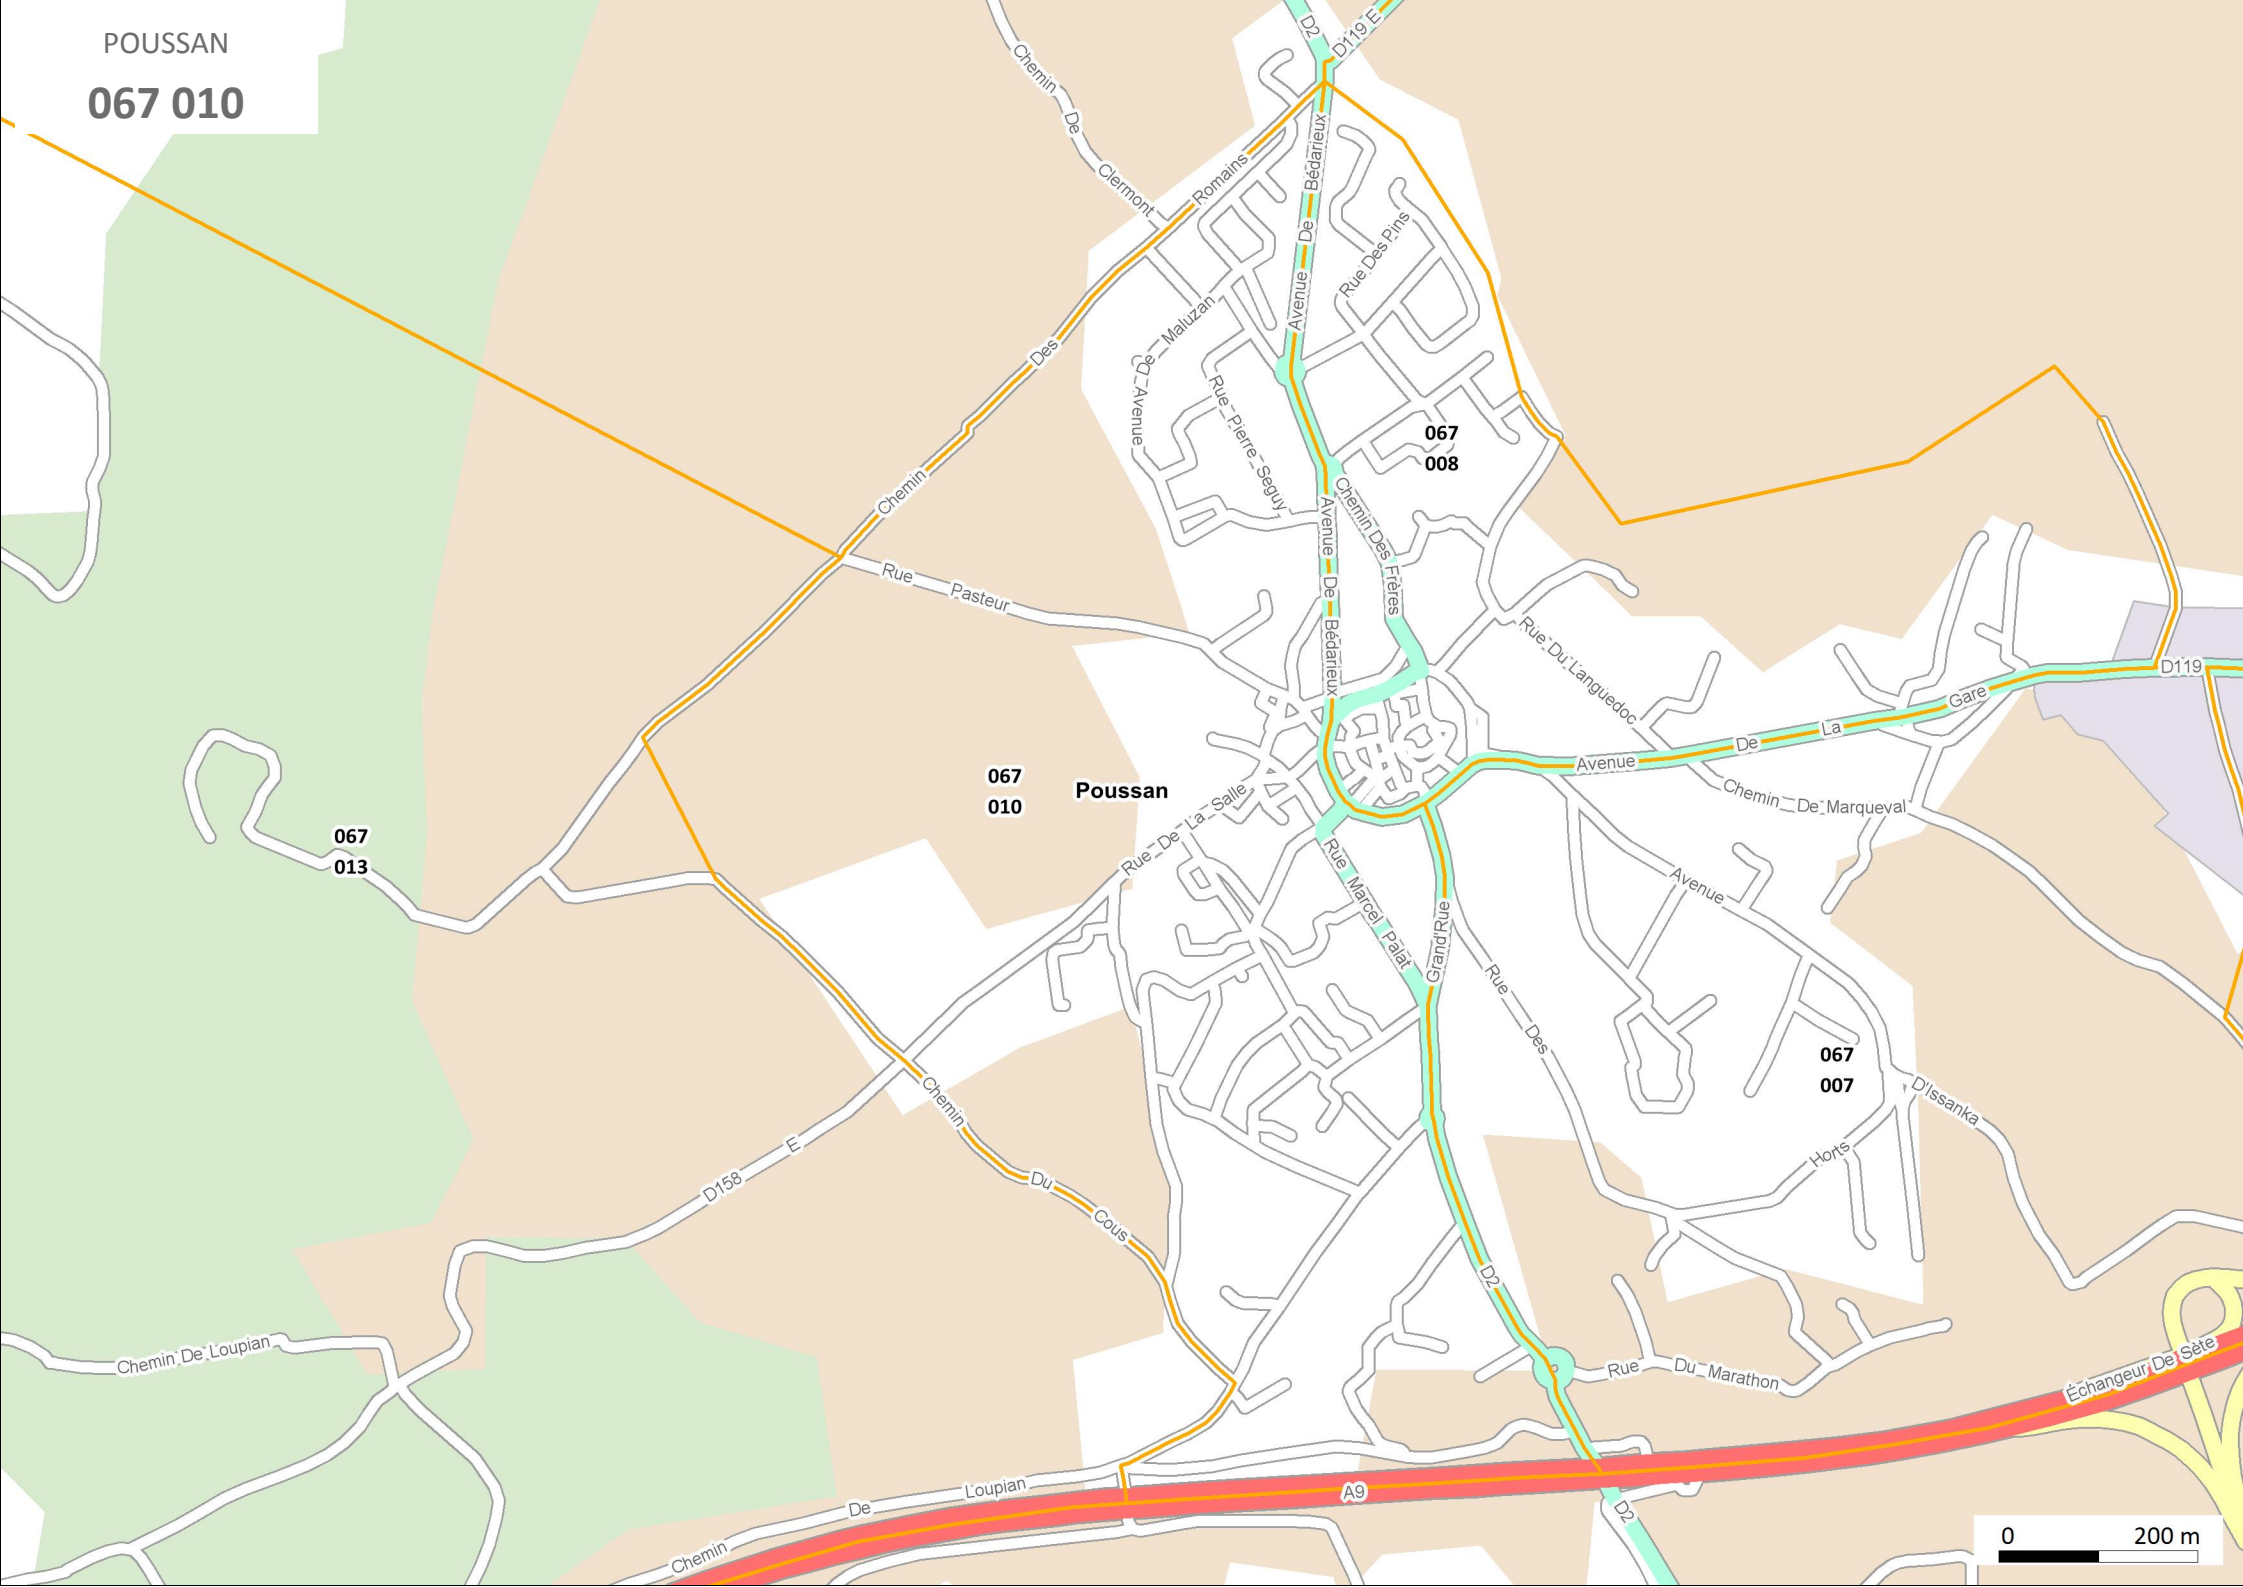 POUSSAN
067 010
D2
D119 E
Chemin De Clermont
Chemin Des Romains
Avenue De Bédarieux
Rue Des Pins
Avenue De Maluzan
Rue Pierre Seguy
067
008
Chemin Des Frères
Avenue De Bédarieux
Rue Pasteur
Rue Du Languedoc
D119
Avenue De La Gare
067
010
Poussan
Rue De La Salle
Chemin De Marqueval
067
013
Rue Marcel Palat
Grand'Rue
Avenue D'Issanka
Rue Des Horts
067
007
Chemin Du Cous
D158 E
D2
Chemin De Loupian
Rue Du Marathon
Échangeur De Sète
Chemin De Loupian
A9
D2
0 200 m